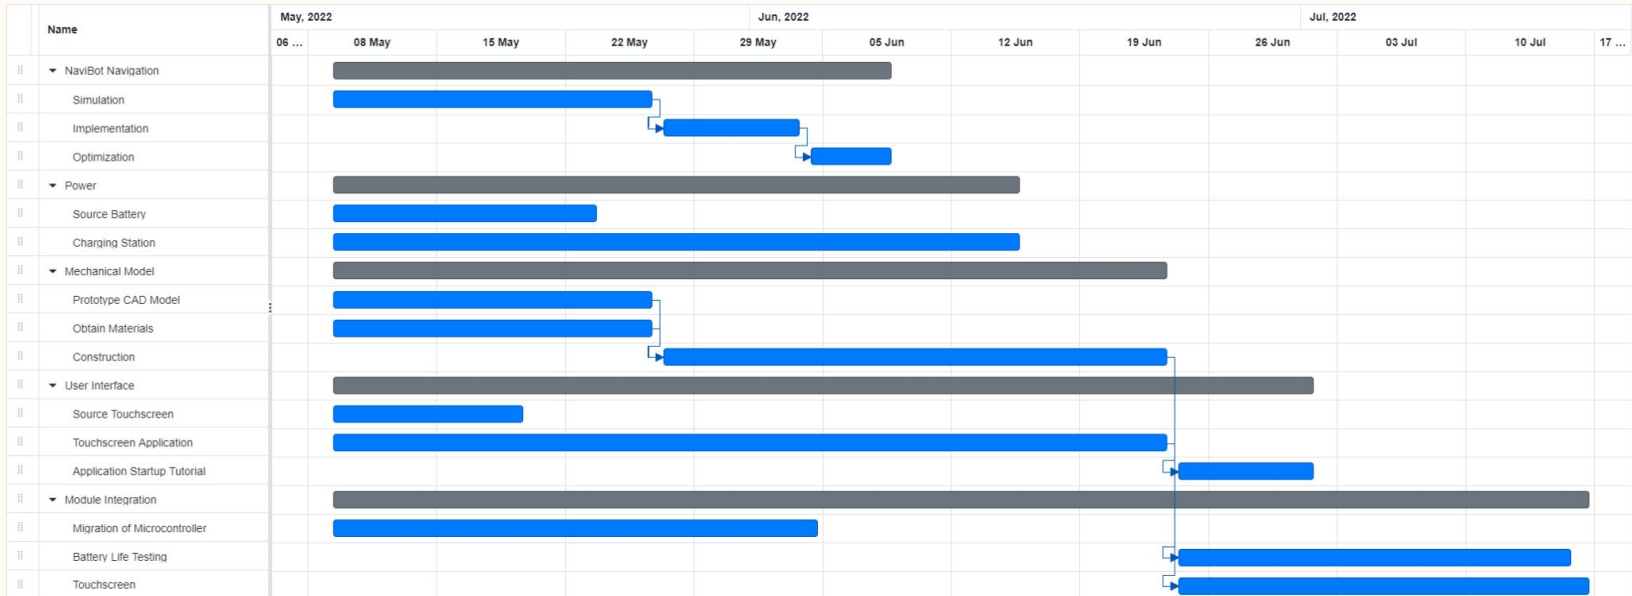 May, 2022 Jun, 2022 Jul, 2022
Name
06 ... 08 May 15 May 22 May 29 May 05 Jun 12 Jun 19 Jun 26 Jun 03 Jul 10 Jul 17 ...
NaviBot Navigation
Simulation
Implementation
Optimization
Power
Source Battery
Charging Station
Mechanical Model
Prototype CAD Model
Obtain Materials
Construction
User Interface
Source Touchscreen
Touchscreen Application
Application Startup Tutorial
Module Integration
Migration of Microcontroller
Battery Life Testing
Touchscreen